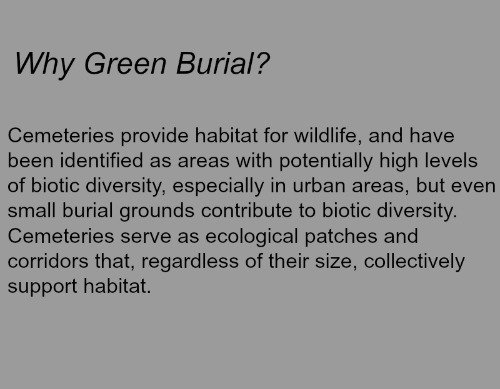 Why Green Burial?
Cemeteries provide habitat for wildlife, and have
been identified as areas with potentially high levels
of biotic diversity, especially in urban areas, but even
small burial grounds contribute to biotic diversity.
Cemeteries serve as ecological patches and
corridors that, regardless of their size, collectively
support habitat.